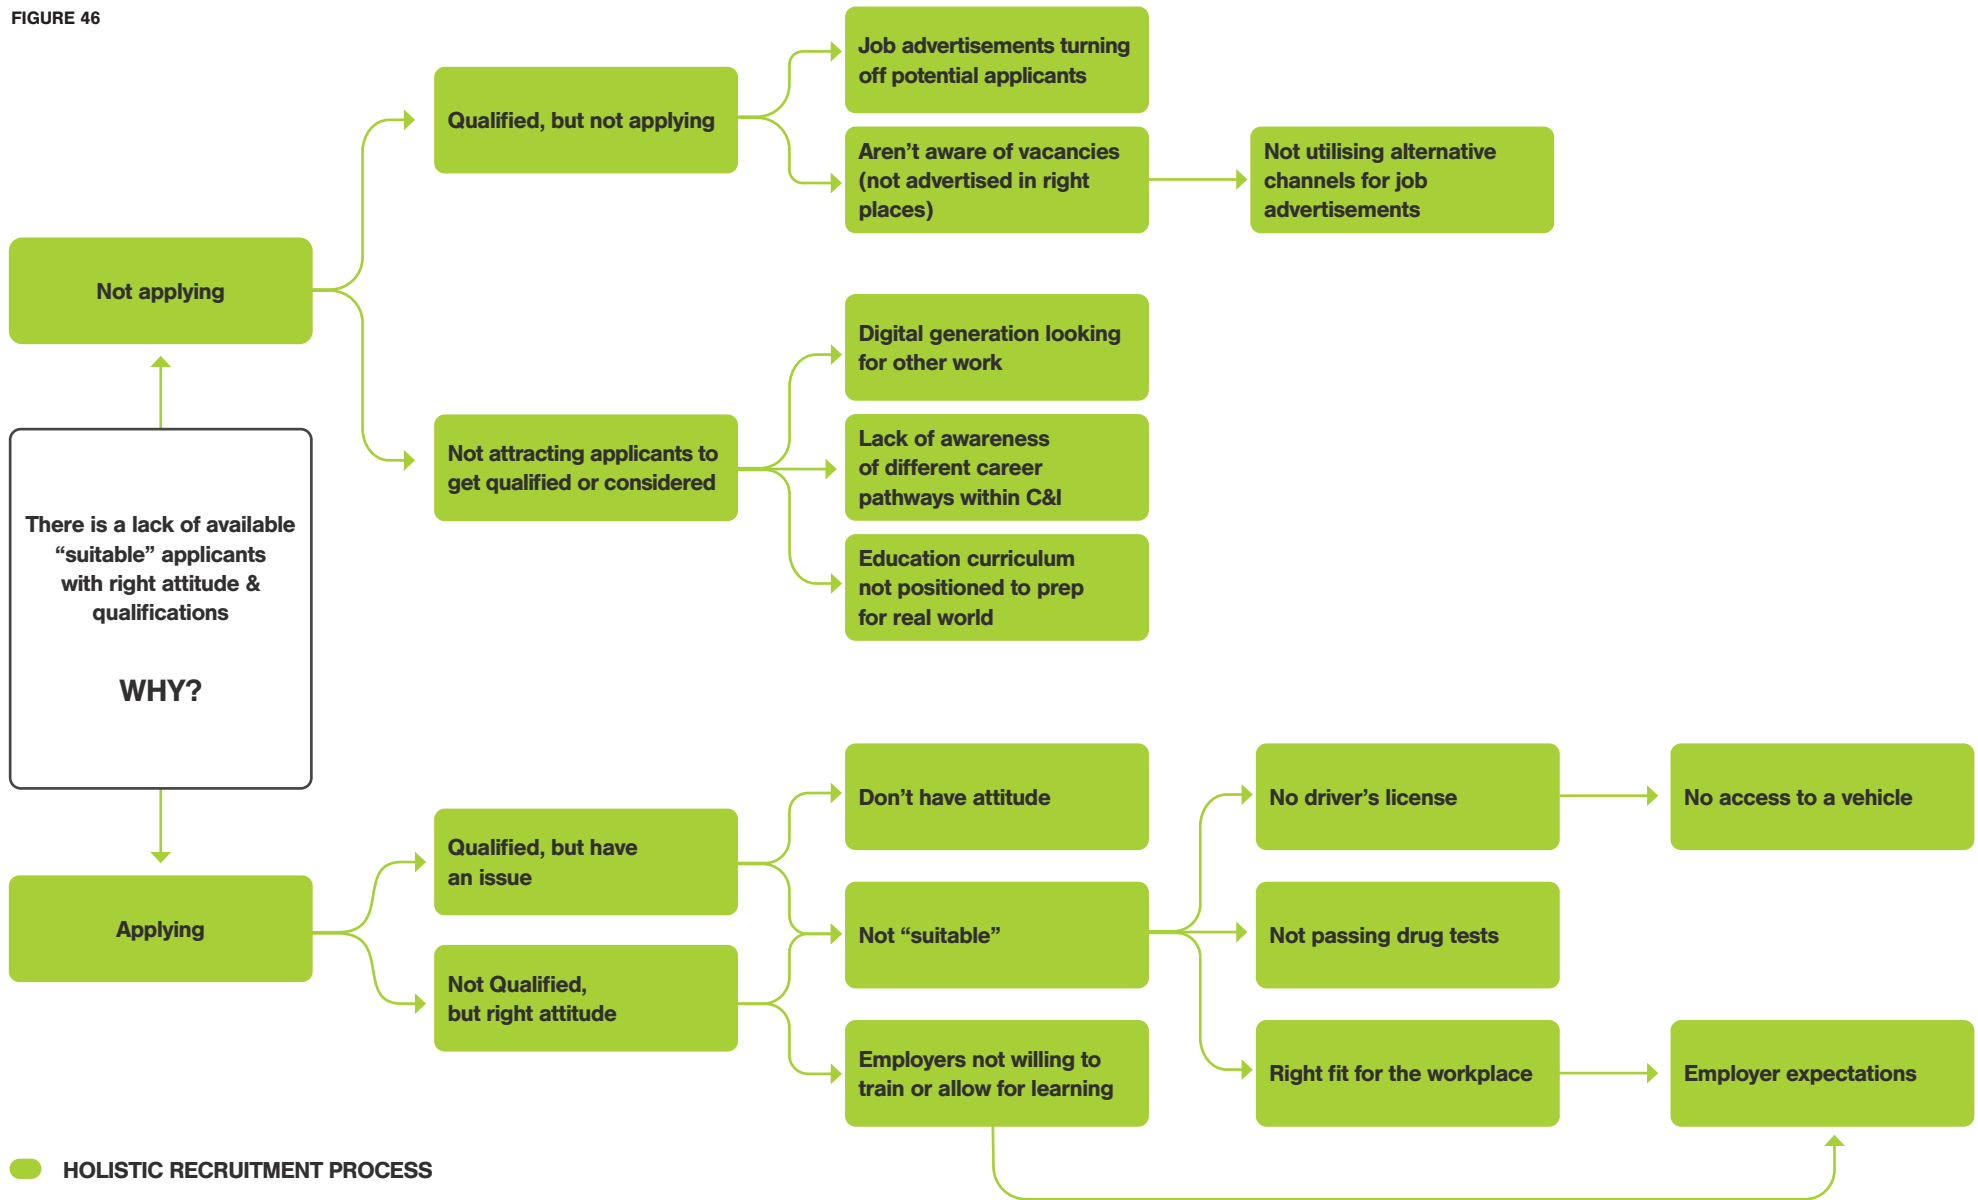 FIGURE 46
Job advertisements turning
off potential applicants
Qualified, but not applying
Aren’t aware of vacancies
(not advertised in right
places)
Not utilising alternative
channels for job
advertisements
Not applying
Digital generation looking
for other work
Not attracting applicants to
get qualified or considered
Lack of awareness
of different career
pathways within C&I
Education curriculum
not positioned to prep
for real world
There is a lack of available
“suitable” applicants
with right attitude &
qualifications
WHY?
Applying
Qualified, but have
an issue
Not Qualified,
but right attitude
Don’t have attitude
Not “suitable”
Employers not willing to
train or allow for learning
No driver’s license
No access to a vehicle
Not passing drug tests
Right fit for the workplace
Employer expectations
HOLISTIC RECRUITMENT PROCESS